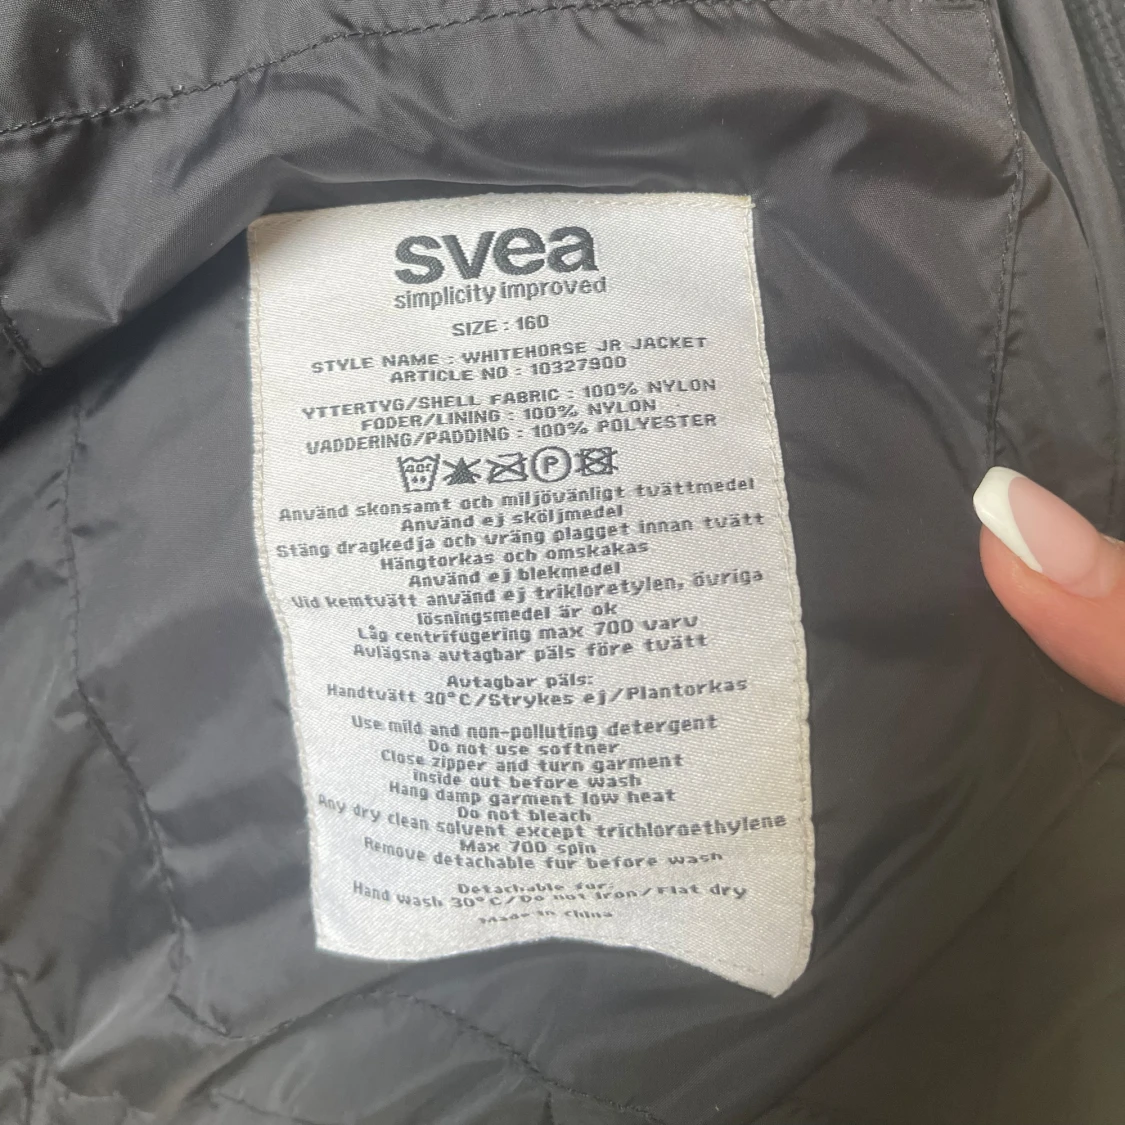 svea
simplicity improved
SIZE : 160
STYLE NAME : WHITEHORSE JR JACKET
ARTICLE NO : 10327900
YTTERTYG/SHELL FABRIC : 100% NYLON
FODER/LINING : 100% NYLON
VADDERING/PADDING : 100% POLYESTER
40C P
Använd skonsamt och miljövänligt tvättmedel
Använd ej sköljmedel
Stäng dragkedja och vräng plagget innan tvätt
Hängtorkas och omskakas
Använd ej blekmedel
Vid kemtvätt använd ej trikloretylen, övriga
lösningsmedel är ok
Låg centrifugering max 700 varv
Avlägsna avtagbar päls före tvätt
Avtagbar päls:
Handtvätt 30°C/Strykes ej/Plantorkas
Use mild and non-polluting detergent
Do not use softner
Close zipper and turn garment
inside out before wash
Hang damp garment low heat
Do not bleach
Any dry clean solvent except trichloroethylene
Max 700 spin
Remove detachable fur before wash
Detachable fur:
Hand wash 30°C/Do not iron/Flat dry
Made in China